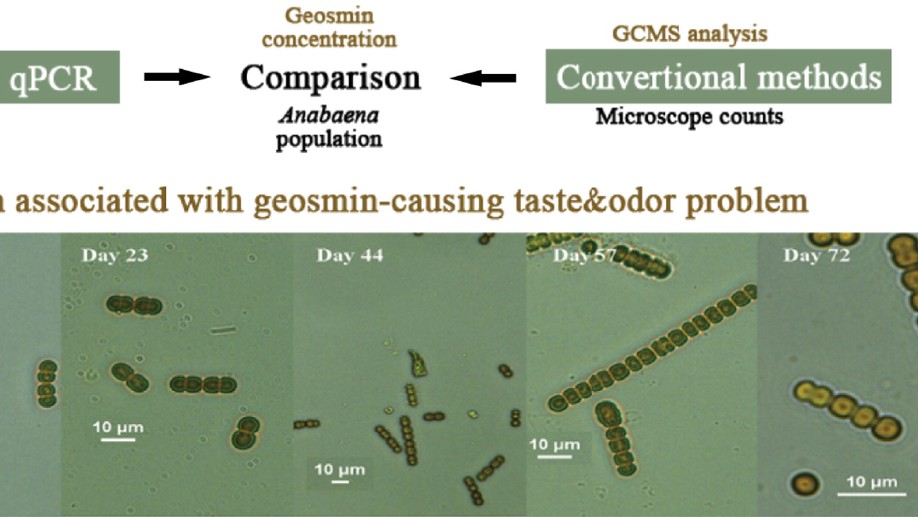 Geosmin
concentration
GCMS analysis
qPCR
Comparison
Convertional methods
Anabaena
population
Microscope counts
associated with geosmin-causing taste&odor problem
Day 23
Day 44
Day 57
Day 72
10 µm
10 µm
10 µm
10 µm